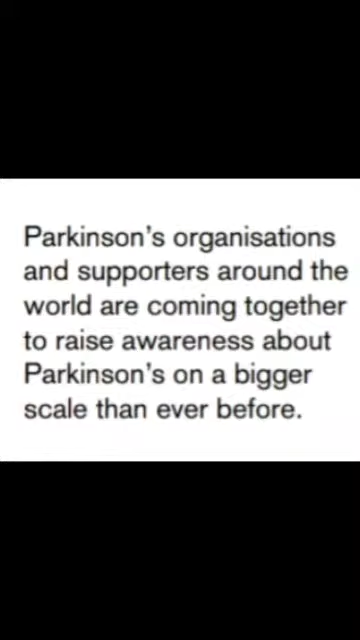 Parkinson's organisations
and supporters around the
world are coming together
to raise awareness about
Parkinson's on a bigger
scale than ever before.